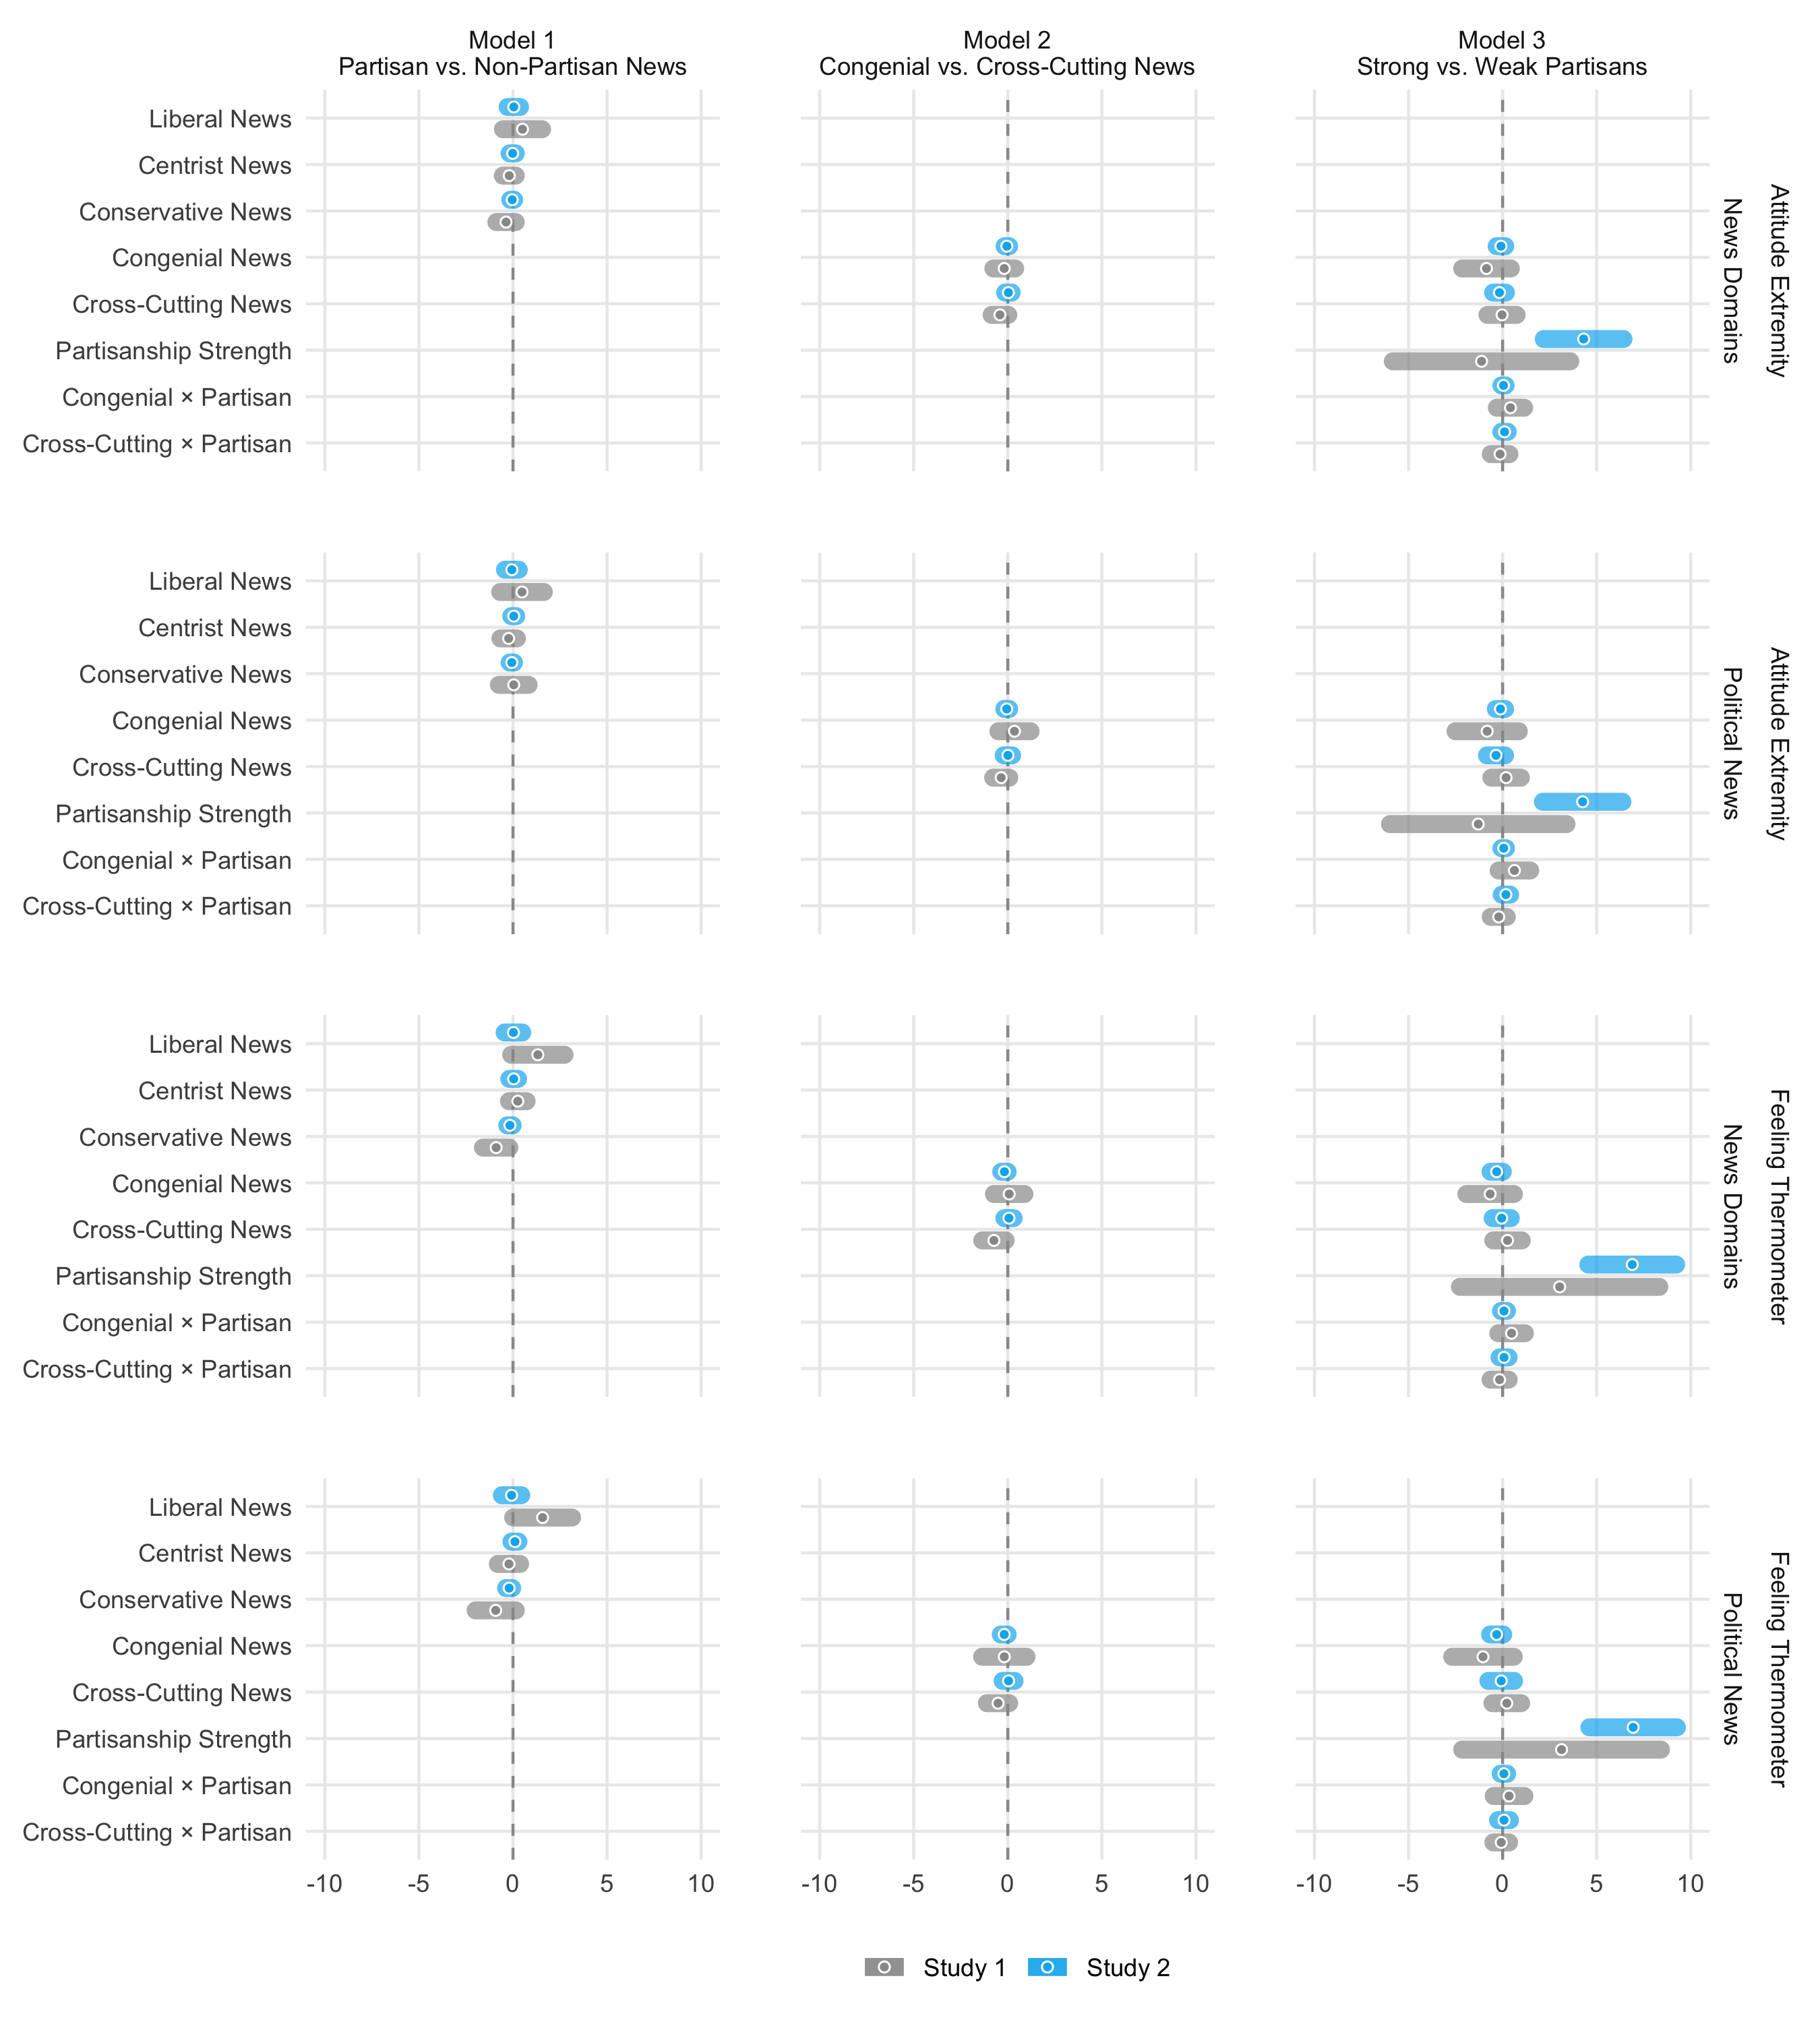 Model 1
Partisan vs. Non-Partisan News
Model 2
Congenial vs. Cross-Cutting News
Model 3
Strong vs. Weak Partisans
Liberal News
Centrist News
Conservative News
Congenial News
Cross-Cutting News
Partisanship Strength
Congenial × Partisan
Cross-Cutting × Partisan
Attitude Extremity
News Domains
Liberal News
Centrist News
Conservative News
Congenial News
Cross-Cutting News
Partisanship Strength
Congenial × Partisan
Cross-Cutting × Partisan
Attitude Extremity
Political News
Liberal News
Centrist News
Conservative News
Congenial News
Cross-Cutting News
Partisanship Strength
Congenial × Partisan
Cross-Cutting × Partisan
Feeling Thermometer
News Domains
Liberal News
Centrist News
Conservative News
Congenial News
Cross-Cutting News
Partisanship Strength
Congenial × Partisan
Cross-Cutting × Partisan
Feeling Thermometer
Political News
-10 -5 0 5 10
-10 -5 0 5 10
-10 -5 0 5 10
Study 1 Study 2